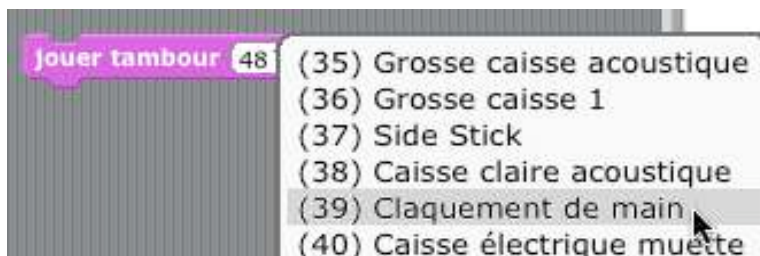 jouer tambour 48
(35) Grosse caisse acoustique
(36) Grosse caisse 1
(37) Side Stick
(38) Caisse claire acoustique
(39) Claquement de main
(40) Caisse électrique muette